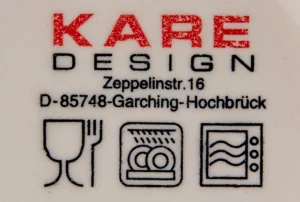 KARE
DESIGN
Zeppelinstr.16
D-85748-Garching-Hochbrück